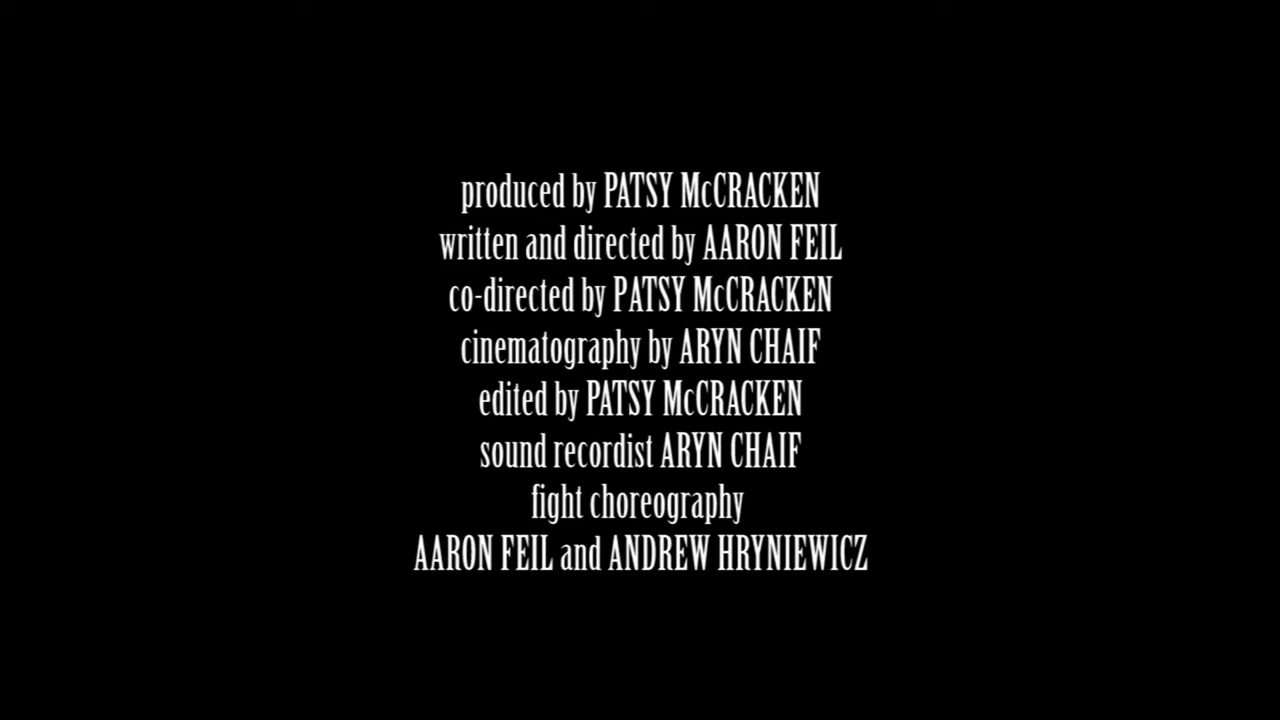 produced by PATSY McCRACKEN
written and directed by AARON FEIL
co-directed by PATSY McCRACKEN
cinematography by ARYN CHAIF
edited by PATSY McCRACKEN
sound recordist ARYN CHAIF
fight choreography
AARON FEIL and ANDREW HRYNIEWICZ